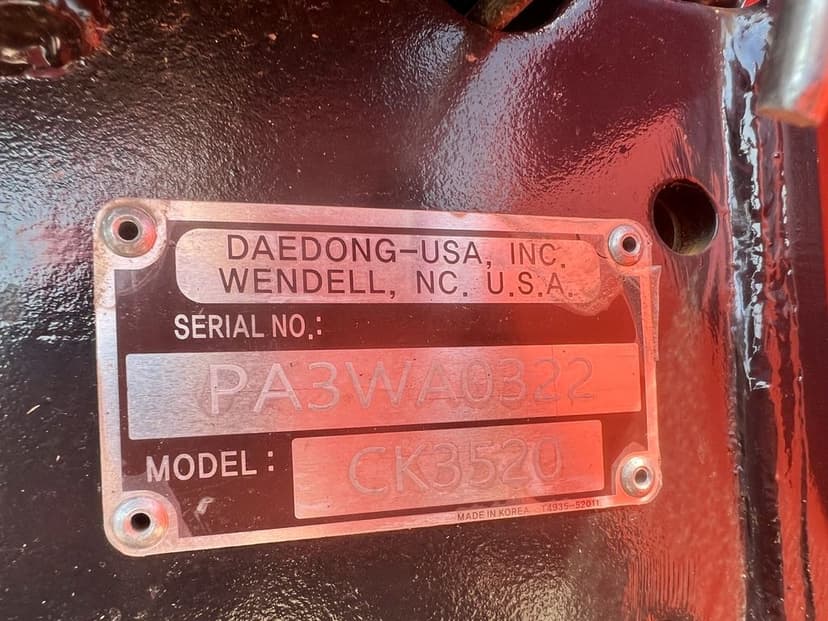 DAEDONG-USA, INC.
WENDELL, NC. U.S.A.
SERIAL NO.:
PA3WA0322
MODEL :
CK3520
MADE IN KOREA T4935-52011